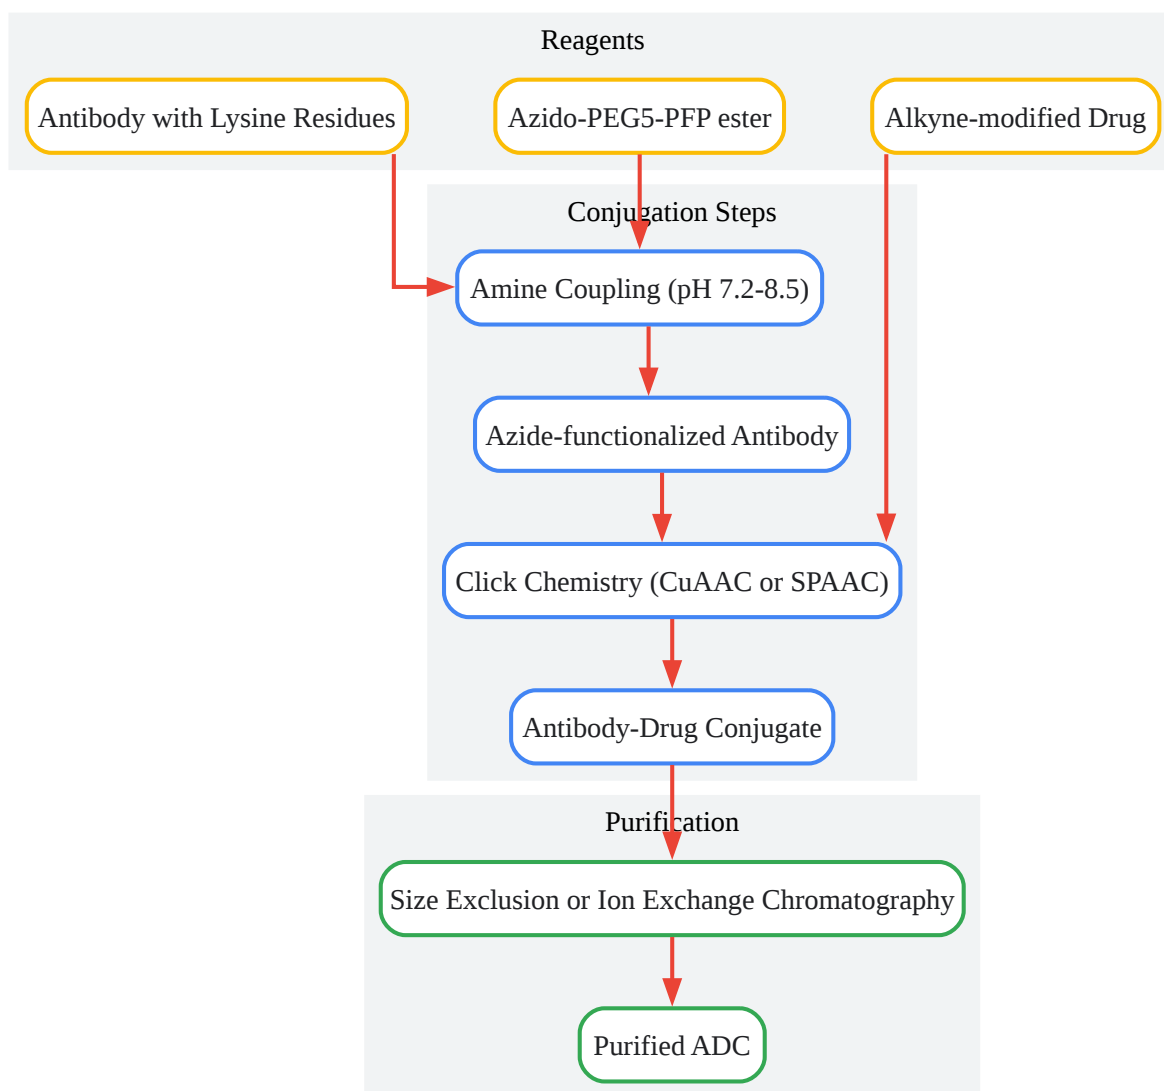 Reagents
Antibody with Lysine Residues
Azido-PEG5-PFP ester
Alkyne-modified Drug
Conjugation Steps
Amine Coupling (pH 7.2-8.5)
Azide-functionalized Antibody
Click Chemistry (CuAAC or SPAAC)
Antibody-Drug Conjugate
Purification
Size Exclusion or Ion Exchange Chromatography
Purified ADC